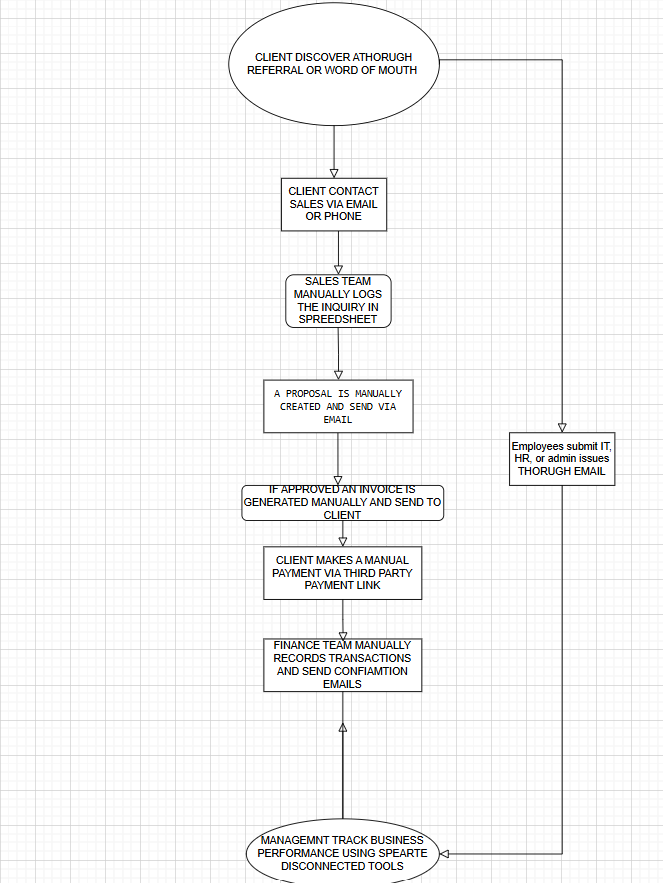 CLIENT DISCOVER ATHORUGH
REFERRAL OR WORD OF MOUTH
CLIENT CONTACT
SALES VIA EMAIL
OR PHONE
SALES TEAM
MANUALLY LOGS
THE INQUIRY IN
SPREEDSHEET
A PROPOSAL IS MANUALLY
CREATED AND SEND VIA
EMAIL
Employees submit IT,
HR, or admin issues
THORUGH EMAIL
IF APPROVED AN INVOICE IS
GENERATED MANUALLY AND SEND TO
CLIENT
CLIENT MAKES A MANUAL
PAYMENT VIA THIRD PARTY
PAYMENT LINK
FINANCE TEAM MANUALLY
RECORDS TRANSACTIONS
AND SEND CONFIAMTION
EMAILS
MANAGEMNT TRACK BUSINESS
PERFORMANCE USING SPEARTE
DISCONNECTED TOOLS